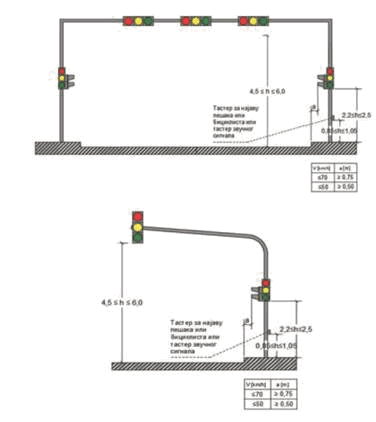 4,5 ≤ h ≤ 6,0
Тастер за најаву
пешака или
бициклиста или
тастер звучног
сигнала
a
2,2≤h≤2,5
0,85≤h≤1,05
V [km/h] a [m]
≤70 ≥ 0,75
≤50 ≥ 0,50
4,5 ≤ h ≤ 6,0
Тастер за најаву
пешака или
бициклиста или
тастер звучног
сигнала
a
2,2≤h≤2,5
0,85≤h≤1,05
V [km/h] a [m]
≤70 ≥ 0,75
≤50 ≥ 0,50